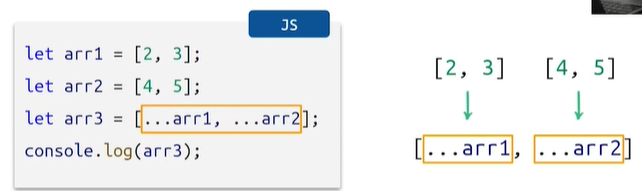 JS
let arr1 = [2, 3];
let arr2 = [4, 5];
let arr3 = [...arr1, ...arr2];
console.log(arr3);
[2, 3] [4, 5]
[...arr1, ...arr2]